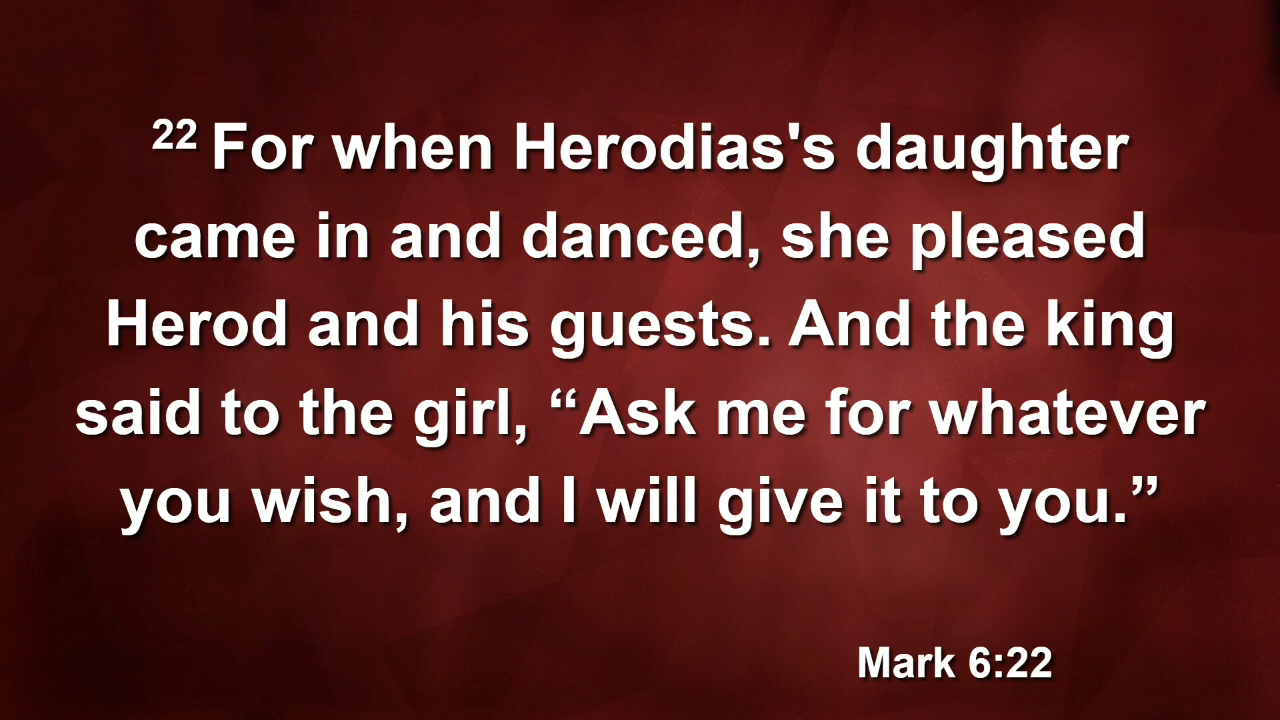 22 For when Herodias's daughter
came in and danced, she pleased
Herod and his guests. And the king
said to the girl, “Ask me for whatever
you wish, and I will give it to you.”
Mark 6:22